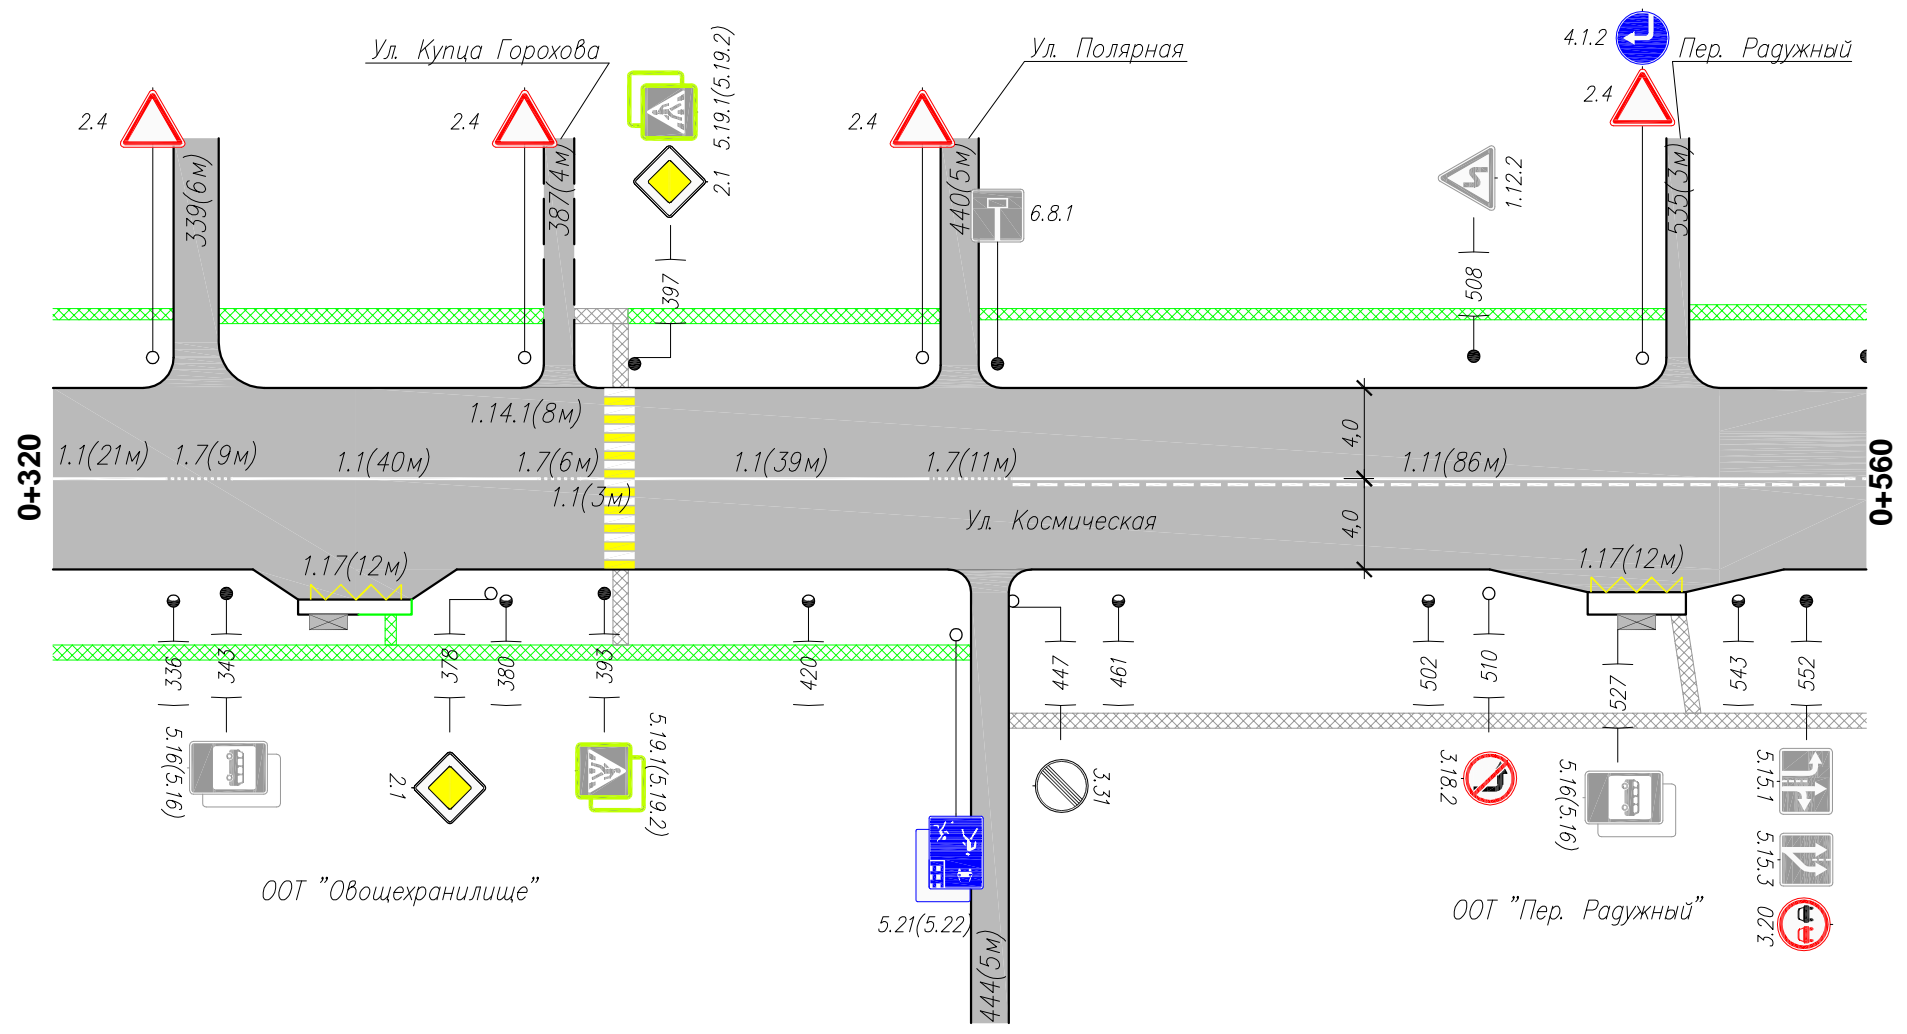 Ул. Купца Горохова
Ул. Полярная
4.1.2
Пер. Радужный
2.4
2.4
5.19.1(5.19.2)
2.1
2.4
2.4
339(6м)
387(4м)
440(5м)
6.8.1
1.12.2
535(3м)
397
508
1.14.1(8м)
4,0
0+320
1.1(21м)
1.7(9м)
1.1(40м)
1.7(6м)
1.1(39м)
1.7(11м)
1.11(86м)
0+560
1.1(3м)
Ул. Космическая
4,0
1.17(12м)
1.17(12м)
336
343
378
380
393
420
447
461
502
510
527
543
552
5.16(5.16)
2.1
5.19.1(5.19.2)
3.31
3.18.2
5.16(5.16)
5.15.1
5.15.3
3.20
ООТ "Овощехранилище"
5.21(5.22)
ООТ "Пер. Радужный"
444(5м)